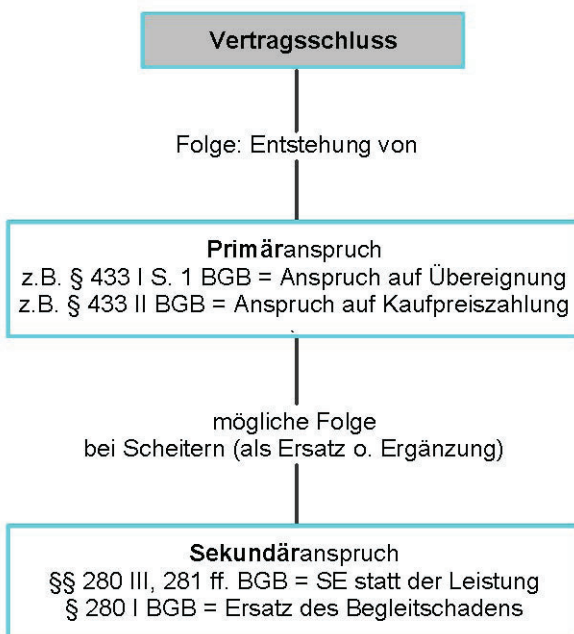 Vertragsschluss
Folge: Entstehung von
Primäranspruch
z.B. § 433 I S. 1 BGB = Anspruch auf Übereignung
z.B. § 433 II BGB = Anspruch auf Kaufpreiszahlung
mögliche Folge
bei Scheitern (als Ersatz o. Ergänzung)
Sekundäranspruch
§§ 280 III, 281 ff. BGB = SE statt der Leistung
§ 280 I BGB = Ersatz des Begleitschadens